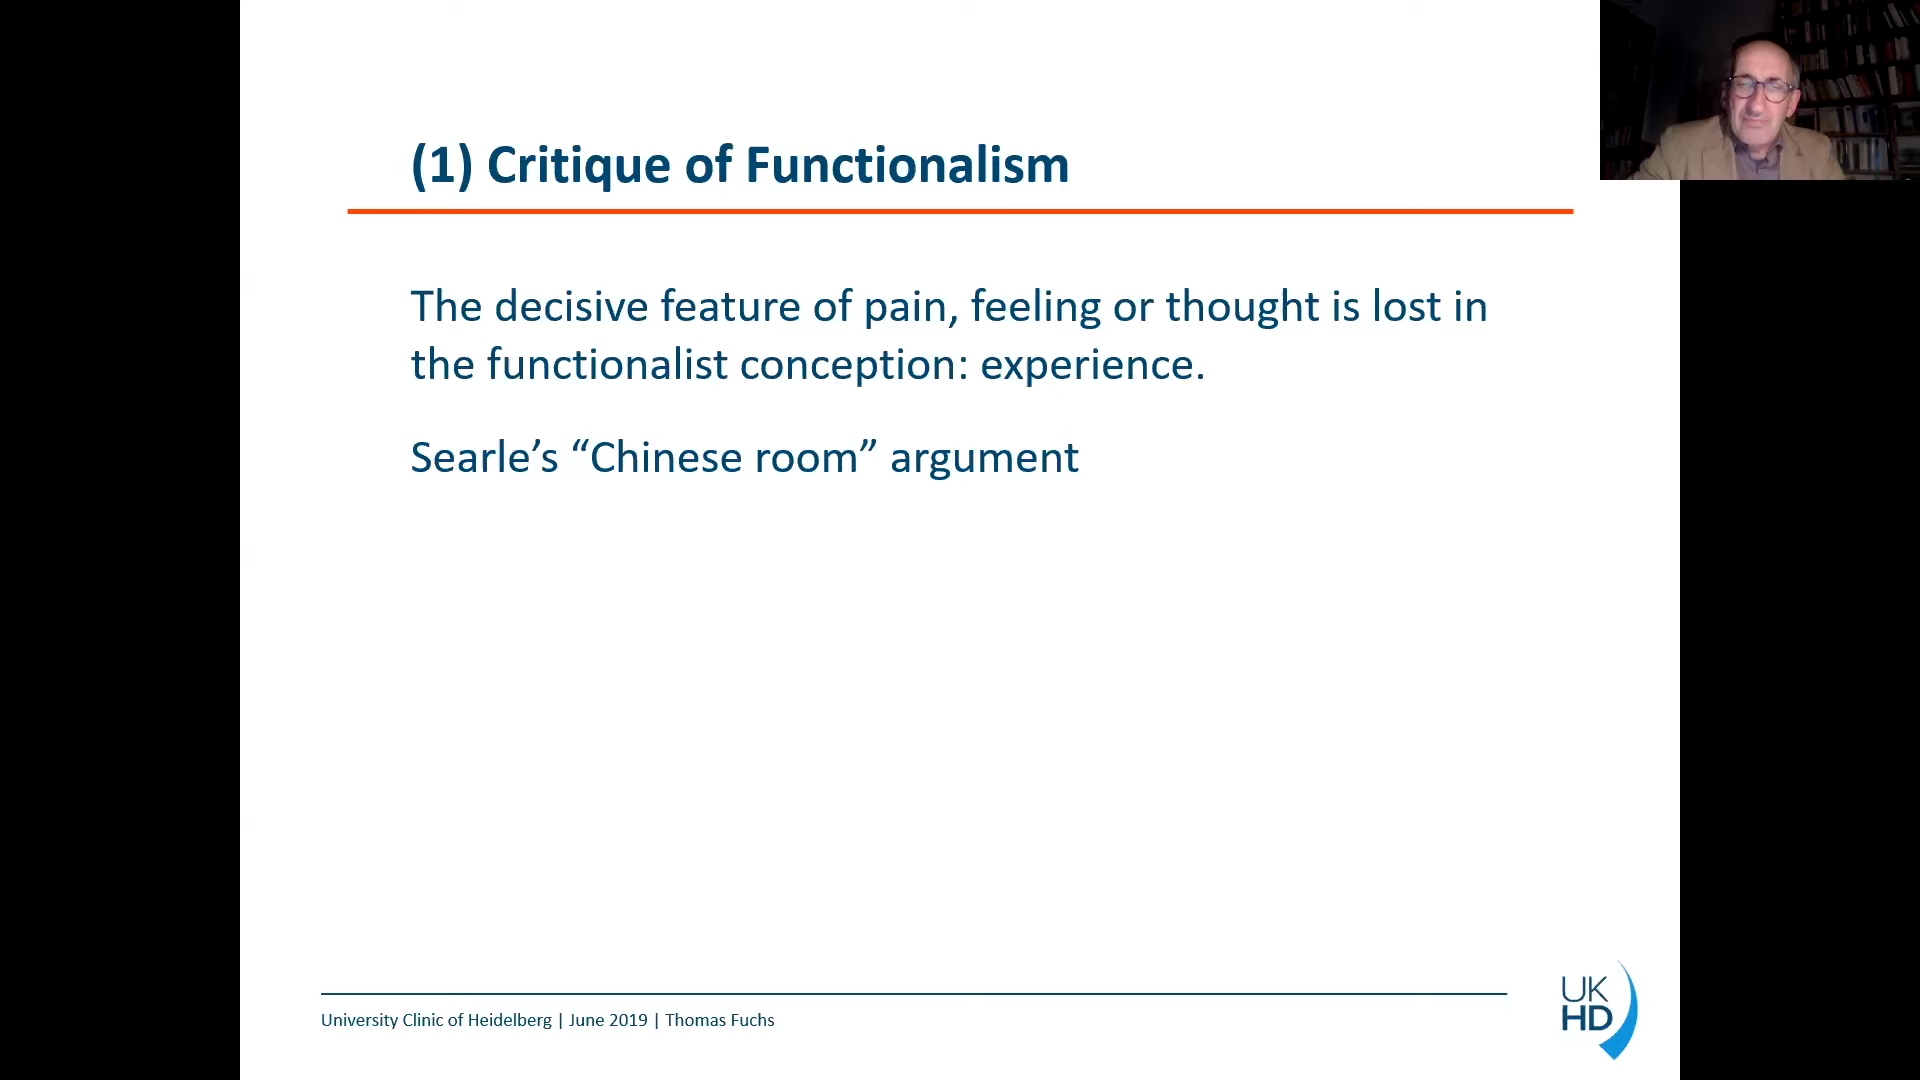 (1) Critique of Functionalism
The decisive feature of pain, feeling or thought is lost in
the functionalist conception: experience.
Searle’s “Chinese room” argument
University Clinic of Heidelberg | June 2019 | Thomas Fuchs
UK
HD